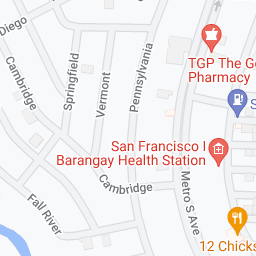 Diego
Cambridge
Springfield
Vermont
Pennsylvania
TGP The Ge
Pharmacy
S
San Francisco I
Barangay Health Station
Cambridge
Metro S Ave
Fall River
12 Chicks